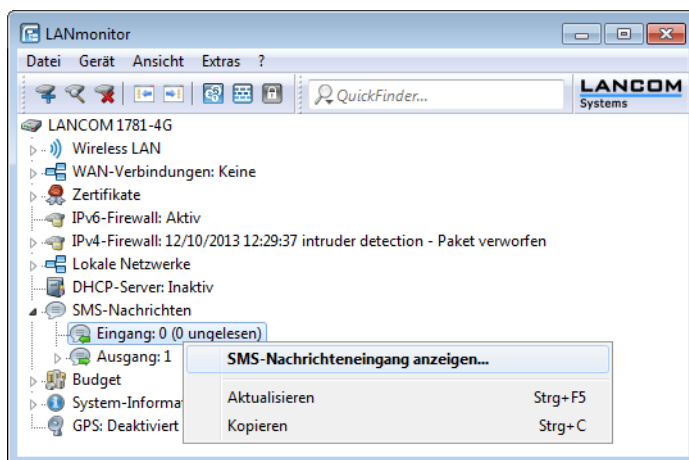 LANmonitor
Datei Gerät Ansicht Extras ?
QuickFinder...
LANCOM
Systems
LANCOM 1781-4G
Wireless LAN
WAN-Verbindungen: Keine
Zertifikate
IPv6-Firewall: Aktiv
IPv4-Firewall: 12/10/2013 12:29:37 intruder detection - Paket verworfen
Lokale Netzwerke
DHCP-Server: Inaktiv
SMS-Nachrichten
Eingang: 0 (0 ungelesen)
Ausgang: 1
SMS-Nachrichteneingang anzeigen...
Budget
System-Informa
Aktualisieren Strg+F5
GPS: Deaktiviert
Kopieren Strg+C